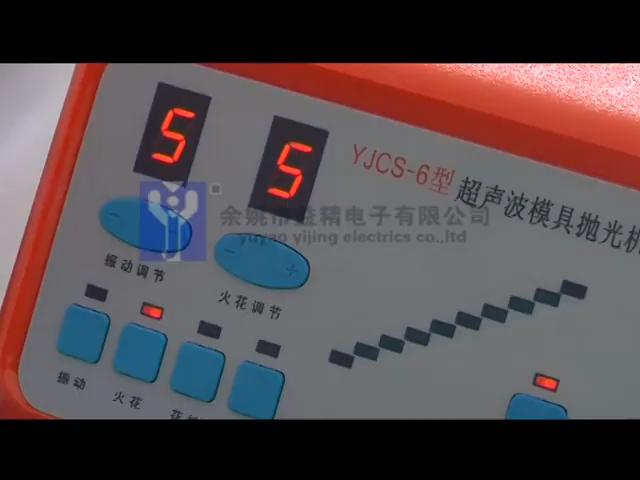 5 5
YJCS-6型
超声波模具抛光机
余姚市益精电子有限公司
yuyao yijing electrics co.,ltd
振动调节
火花调节
振动
火花